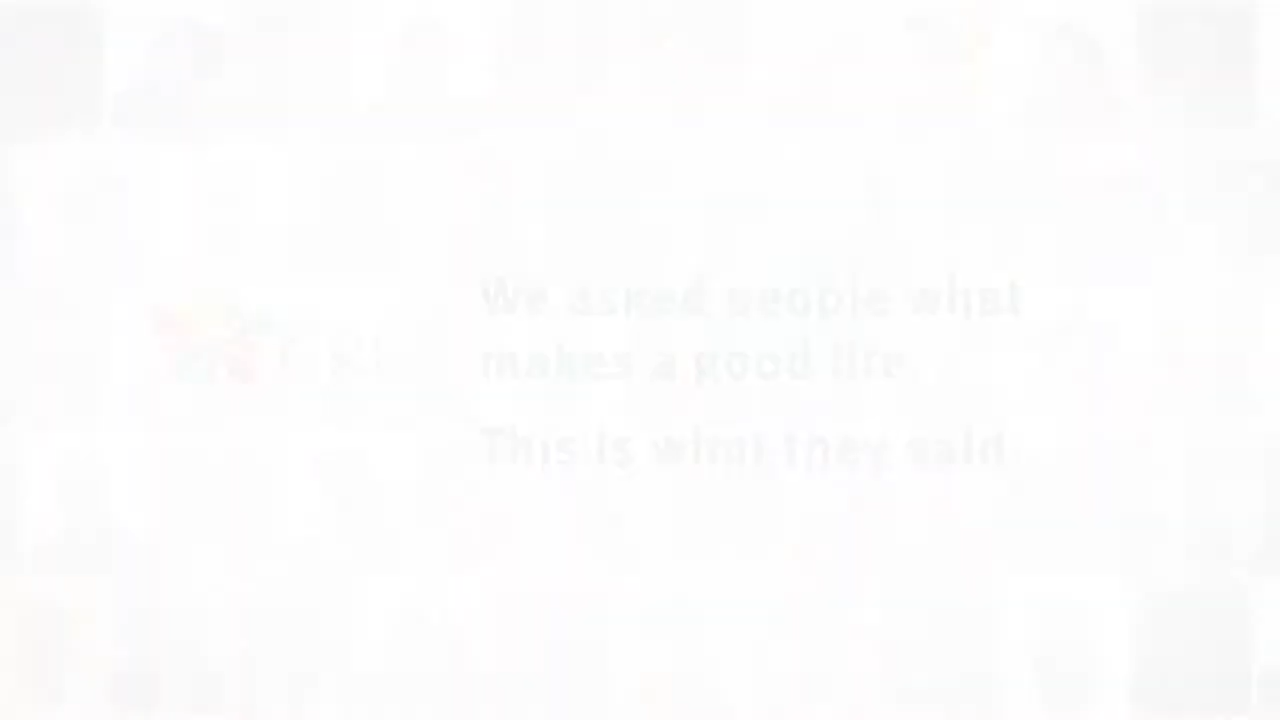 We asked people what
makes a good life.
This is what they said